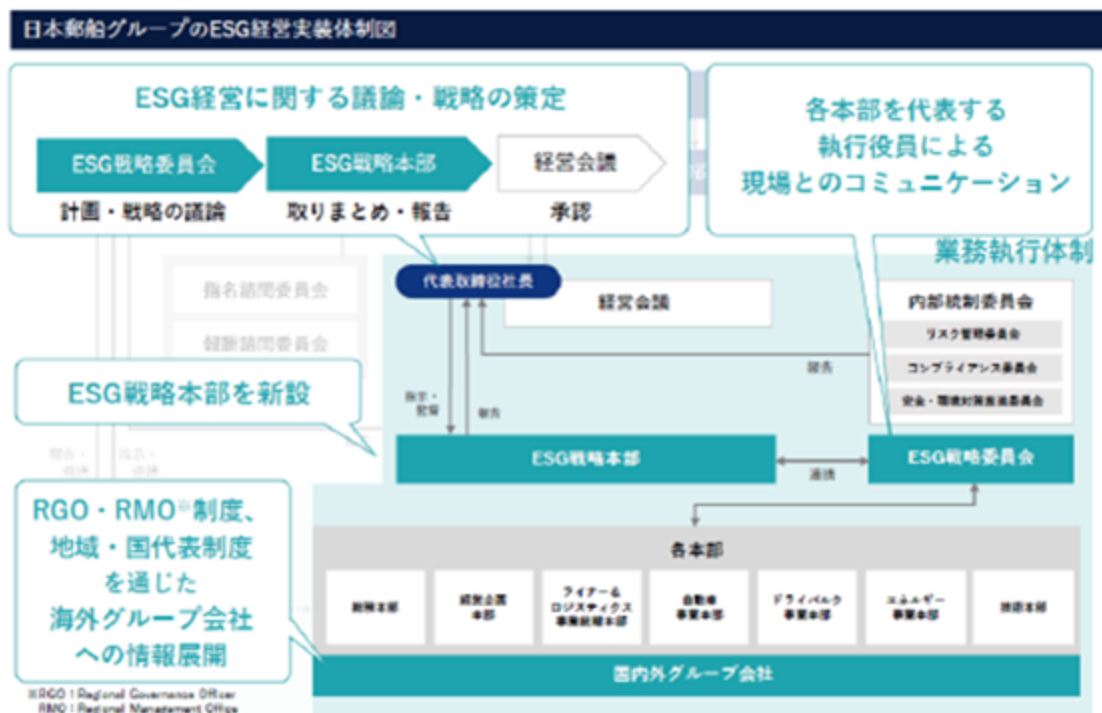 日本郵船グループのESG経営実装体制図
ESG経営に関する議論・戦略の策定
ESG戦略委員会
ESG戦略本部
経営会議
計画・戦略の議論
取りまとめ・報告
承認
各本部を代表する
執行役員による
現場とのコミュニケーション
業務執行体制
代表取締役社長
経営会議
指名諮問委員会
報酬諮問委員会
内部統制委員会
リスク管理委員会
コンプライアンス委員会
安全・環境対策推進委員会
報告
指示・
監督
報告
ESG戦略本部を新設
ESG戦略本部
連携
ESG戦略委員会
RGO・RMO※制度、
地域・国代表制度
を通じた
海外グループ会社
への情報展開
各本部
総務本部
経営企画
本部
ライナー&
ロジスティクス
事業統轄本部
自動車
事業本部
ドライバルク
事業本部
エネルギー
事業本部
技術本部
国内外グループ会社
※RGO：Regional Governance Officer
RMO：Regional Management Office